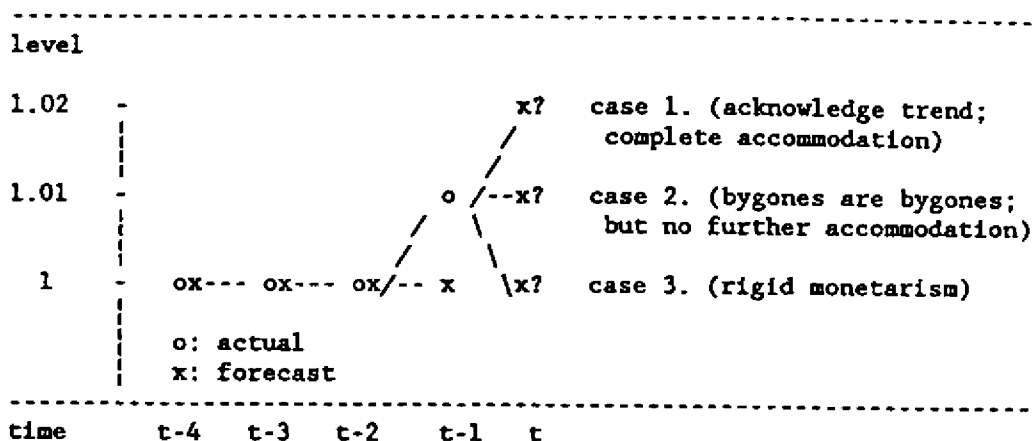 level
1.02 - x? case 1. (acknowledge trend;
complete accommodation)
1.01 - o /--x? case 2. (bygones are bygones;
but no further accommodation)
1 - ox--- ox--- ox/-- x \x? case 3. (rigid monetarism)
o: actual
x: forecast
time t-4 t-3 t-2 t-1 t